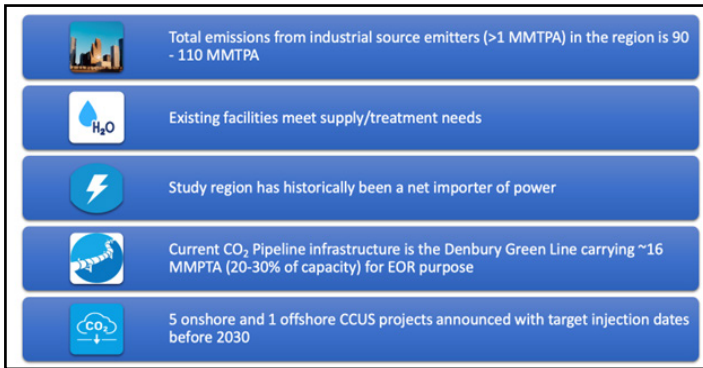 Total emissions from industrial source emitters (>1 MMTPA) in the region is 90
- 110 MMTPA
H₂O
Existing facilities meet supply/treatment needs
Study region has historically been a net importer of power
Current CO₂ Pipeline infrastructure is the Denbury Green Line carrying ~16
MMPTA (20-30% of capacity) for EOR purpose
CO₂
5 onshore and 1 offshore CCUS projects announced with target injection dates
before 2030